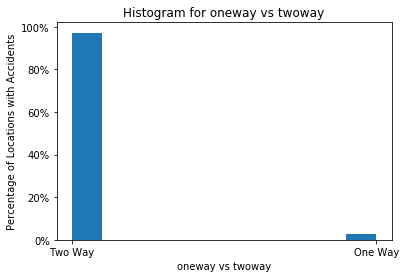 Histogram for oneway vs twoway
Percentage of Locations with Accidents
100%
80%
60%
40%
20%
0%
Two Way
One Way
oneway vs twoway